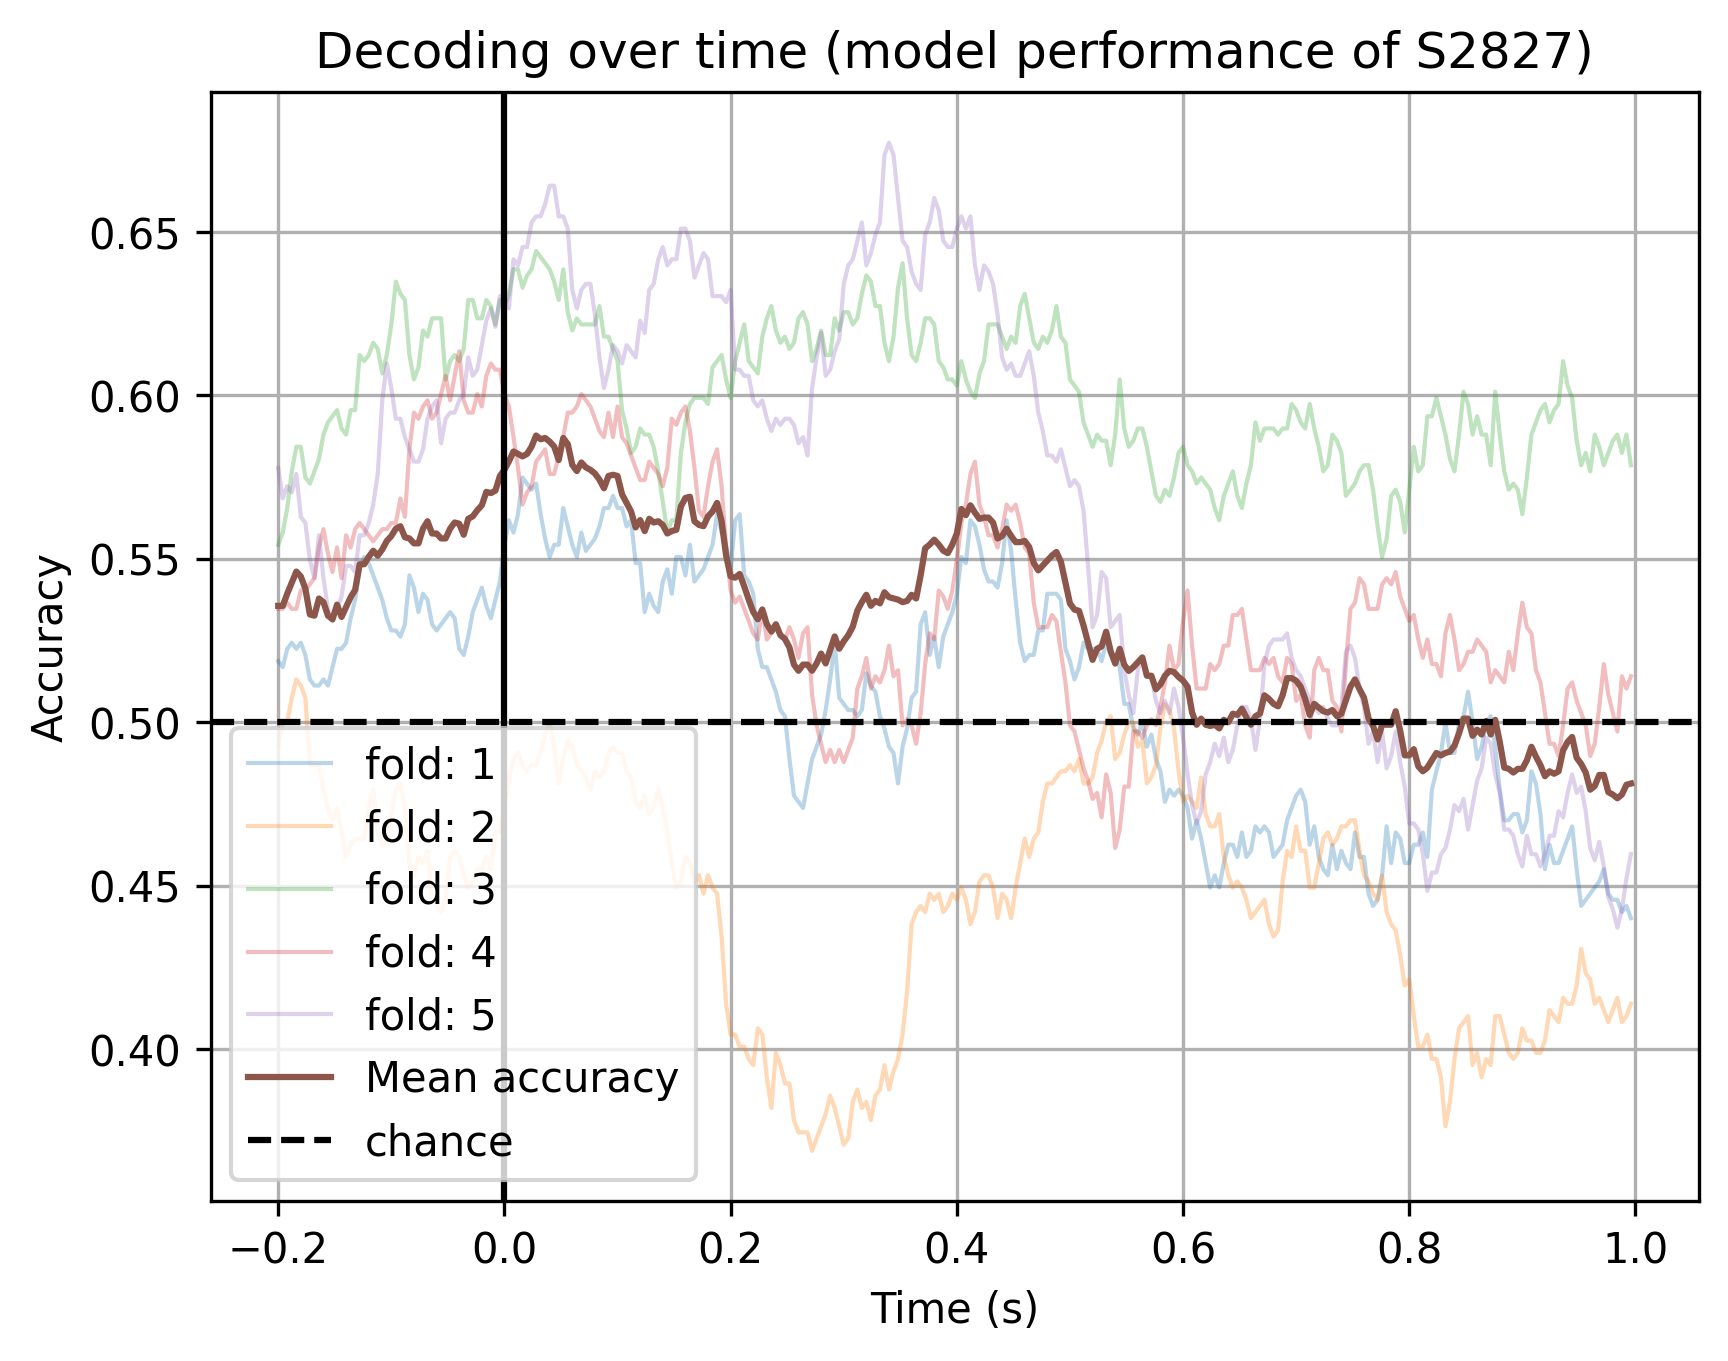 Decoding over time (model performance of S2827)
Accuracy
0.65
0.60
0.55
0.50
0.45
0.40
fold: 1
fold: 2
fold: 3
fold: 4
fold: 5
Mean accuracy
chance
−0.2 0.0 0.2 0.4 0.6 0.8 1.0
Time (s)